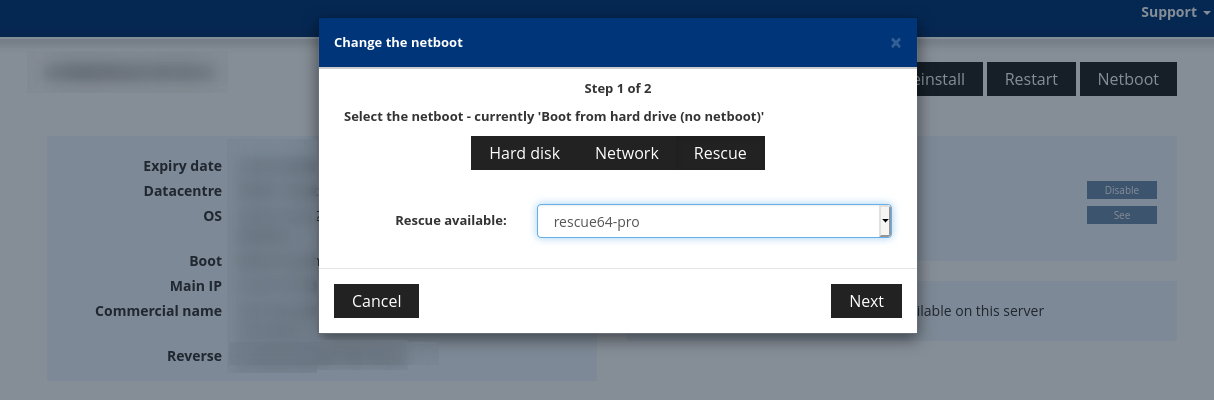 Support
Change the netboot ×
einstall Restart Netboot
Step 1 of 2
Select the netboot - currently 'Boot from hard drive (no netboot)'
Hard disk Network Rescue
Expiry date
Datacentre Disable
OS See
Rescue available: rescue64-pro
Boot
Main IP
Cancel Next
Commercial name ilable on this server
Reverse